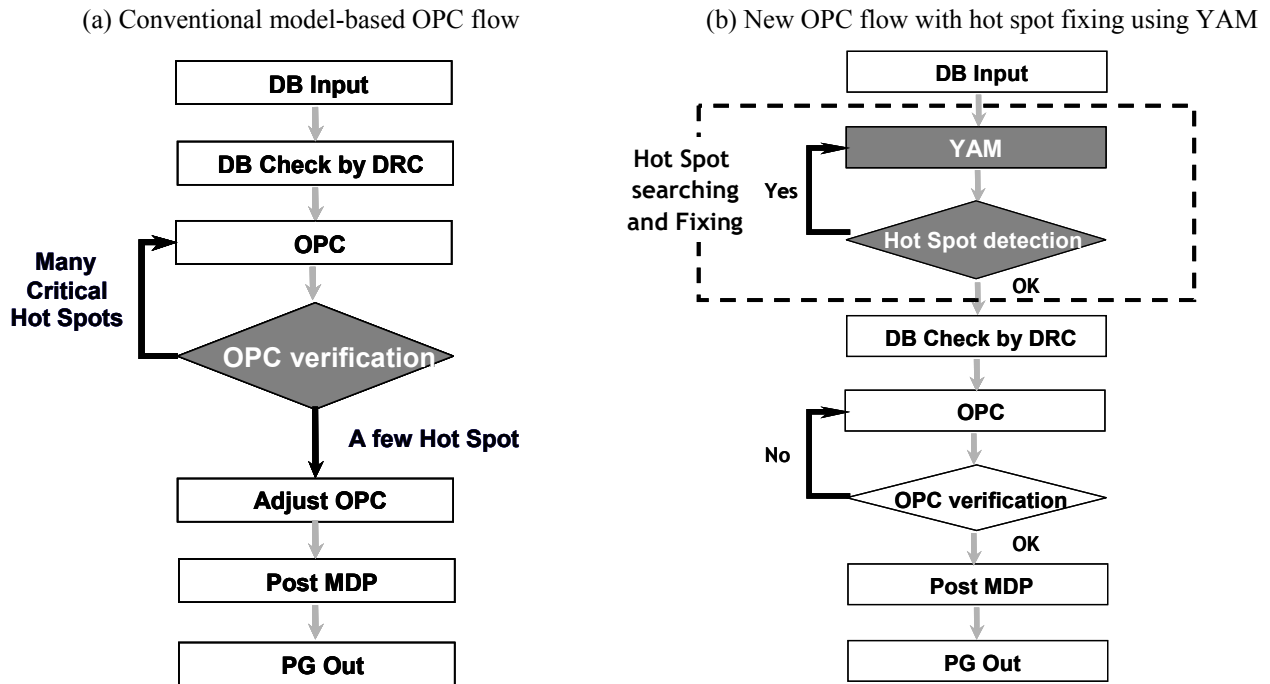 (a) Conventional model-based OPC flow
DB Input
DB Check by DRC
OPC
Many
Critical
Hot Spots
OPC verification
A few Hot Spot
Adjust OPC
Post MDP
PG Out
(b) New OPC flow with hot spot fixing using YAM
DB Input
Hot Spot
searching
and Fixing
YAM
Yes
Hot Spot detection
OK
DB Check by DRC
OPC
No
OPC verification
OK
Post MDP
PG Out